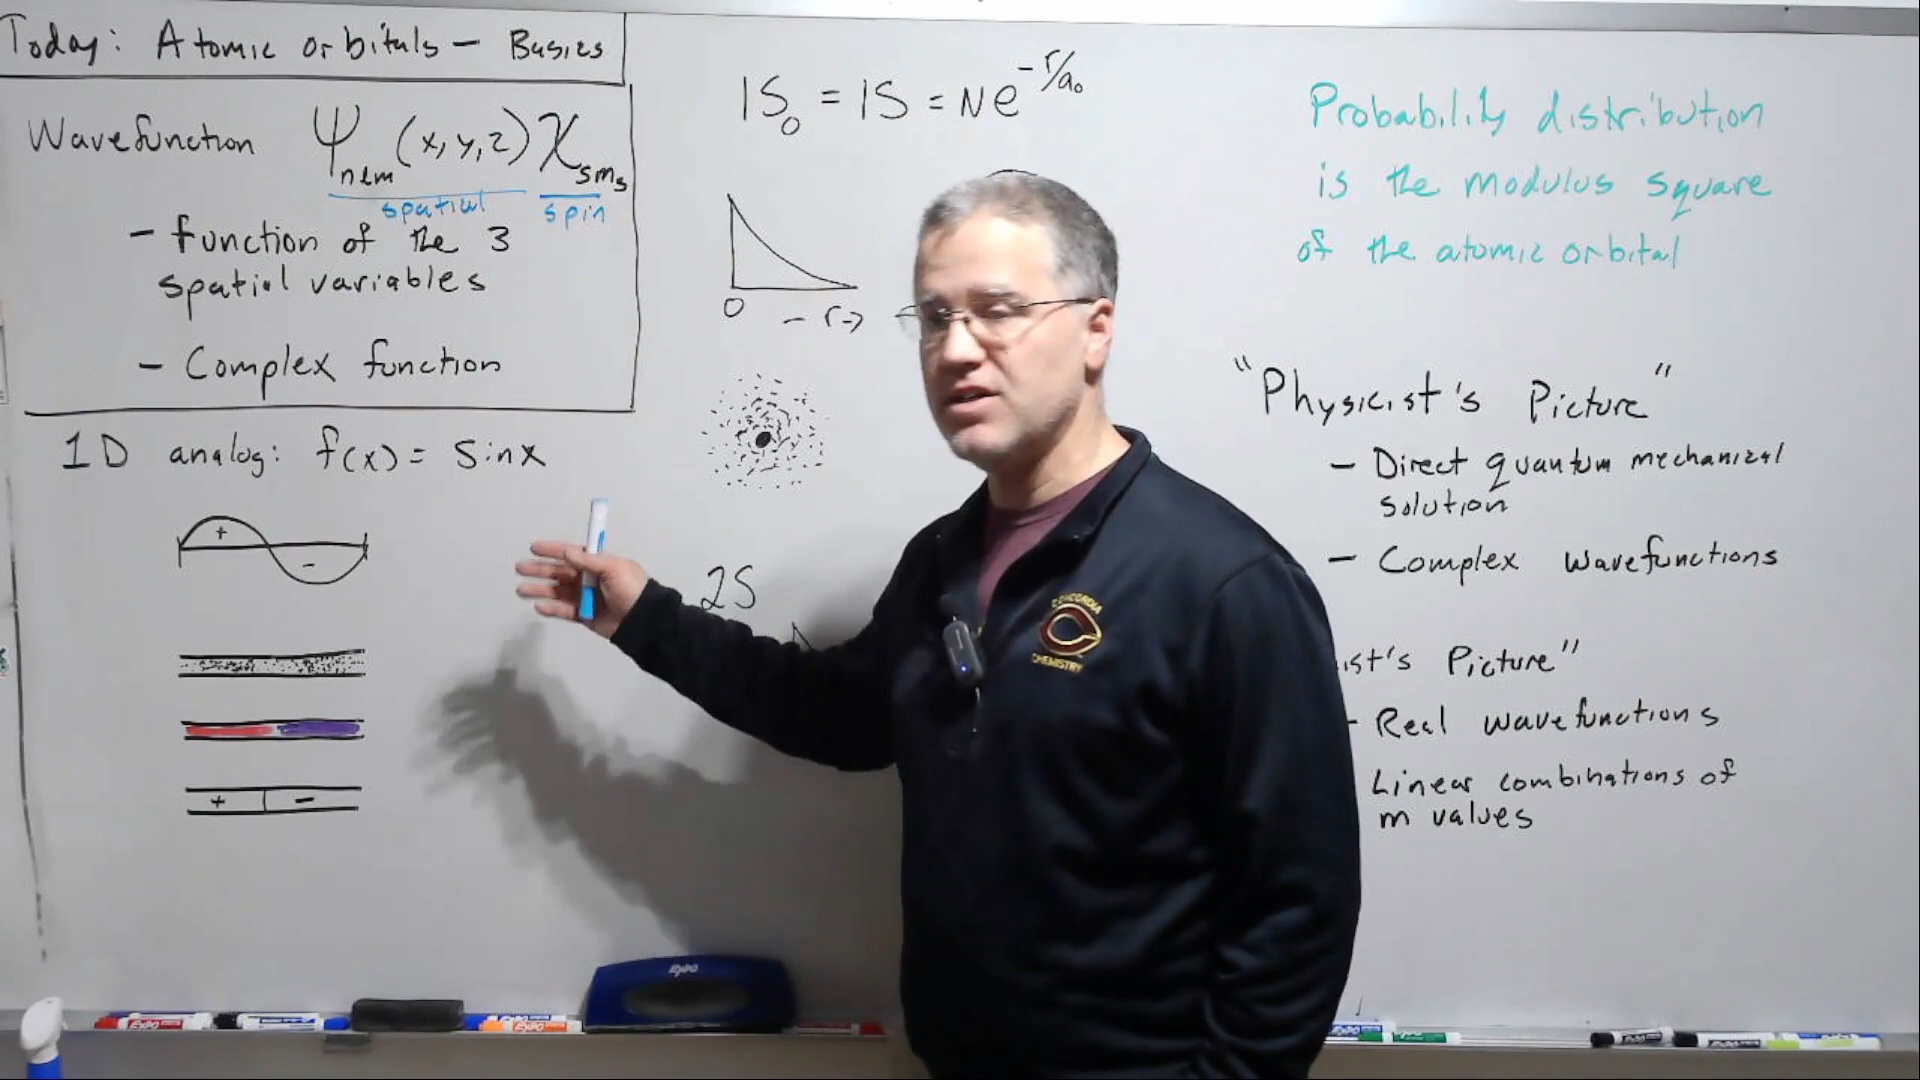 Today: Atomic orbitals - Basics
Wavefunction Ψnlm(x,y,z) χsms
spatial spin
- function of the 3
spatial variables
- Complex function
1D analog: f(x) = sinx
+
-
+ -
1S₀ = 1S = Ne^-r/a₀
0 - r →
2S
Probability distribution
is the modulus square
of the atomic orbital
"Physicist's Picture"
- Direct quantum mechanical
solution
- Complex wavefunctions
ist's Picture"
- Real wavefunctions
Linear combinations of
m values
CONCORDIA
CHEMISTRY
EXPO
EXPO
EXPO